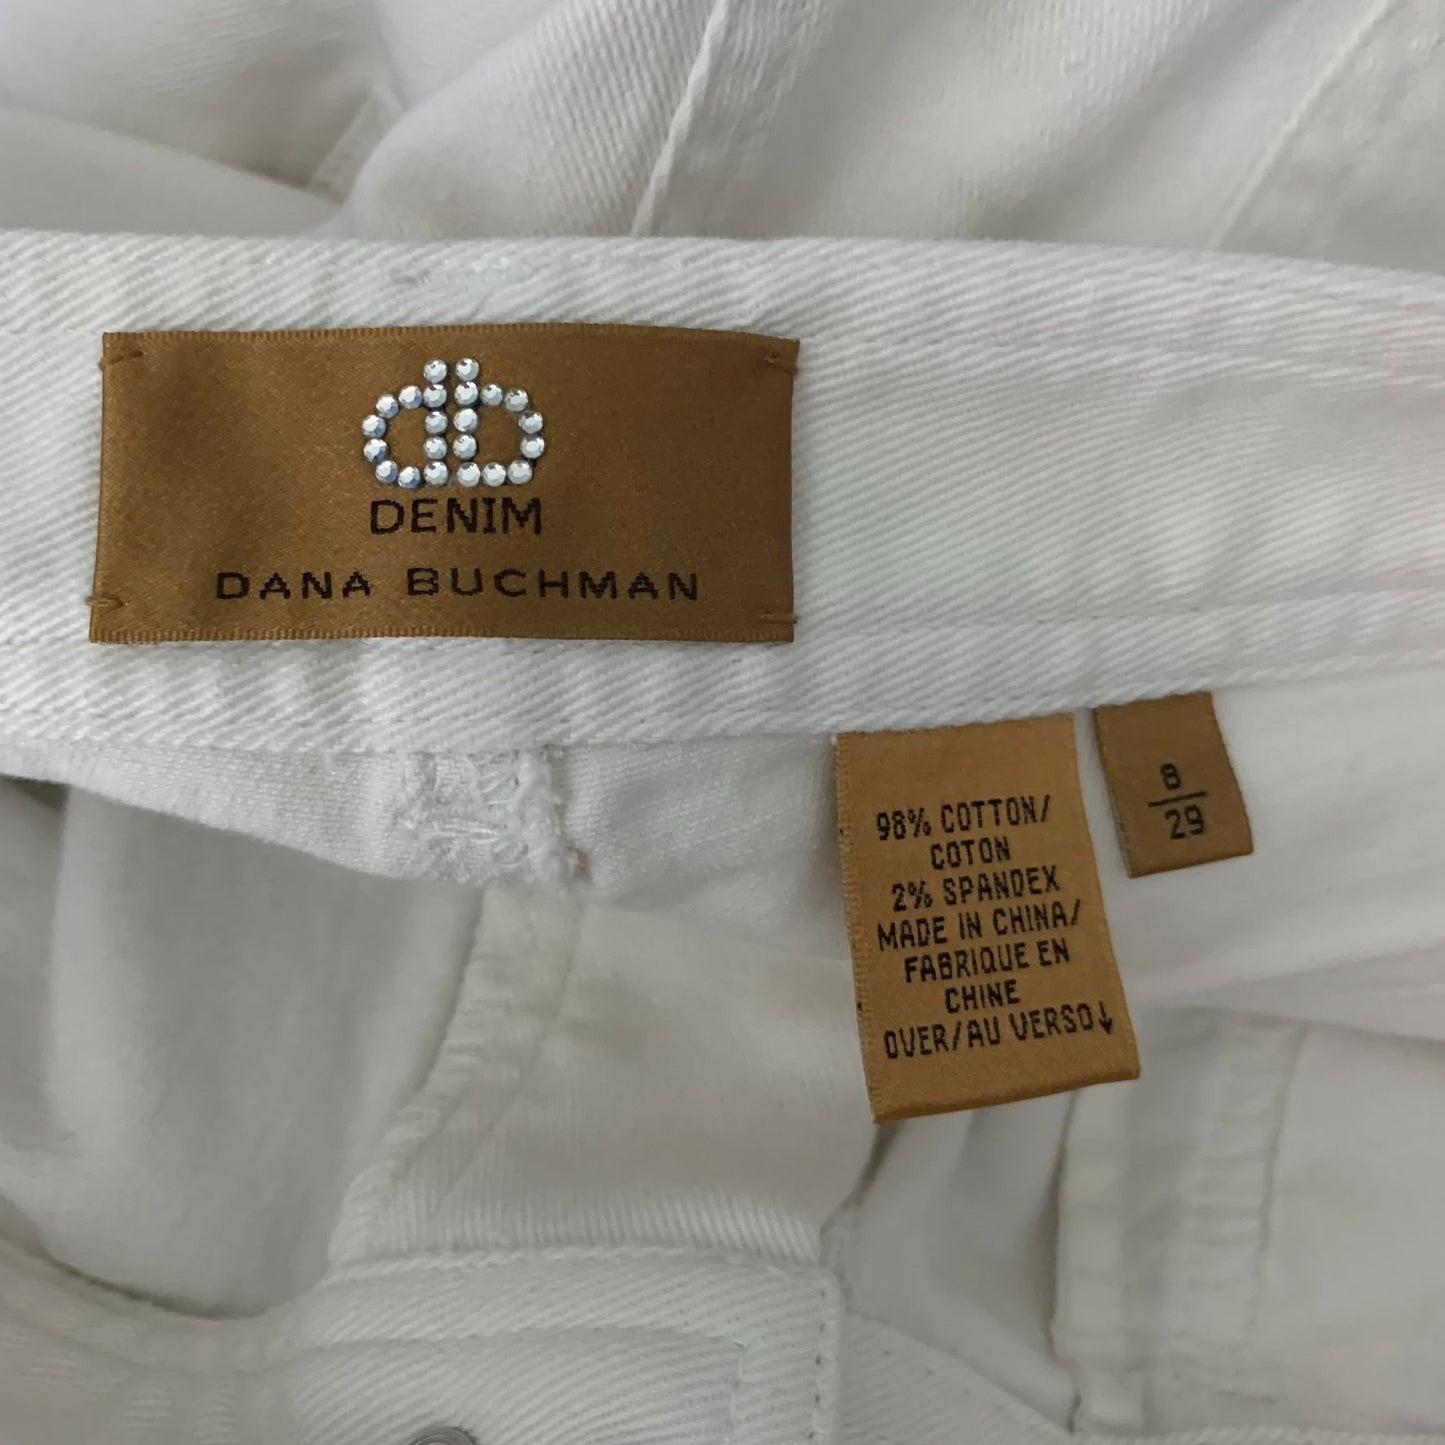 db
DENIM
DANA BUCHMAN
98% COTTON/
COTON
2% SPANDEX
MADE IN CHINA/
FABRIQUE EN
CHINE
OVER/AU VERSO↓
8
29